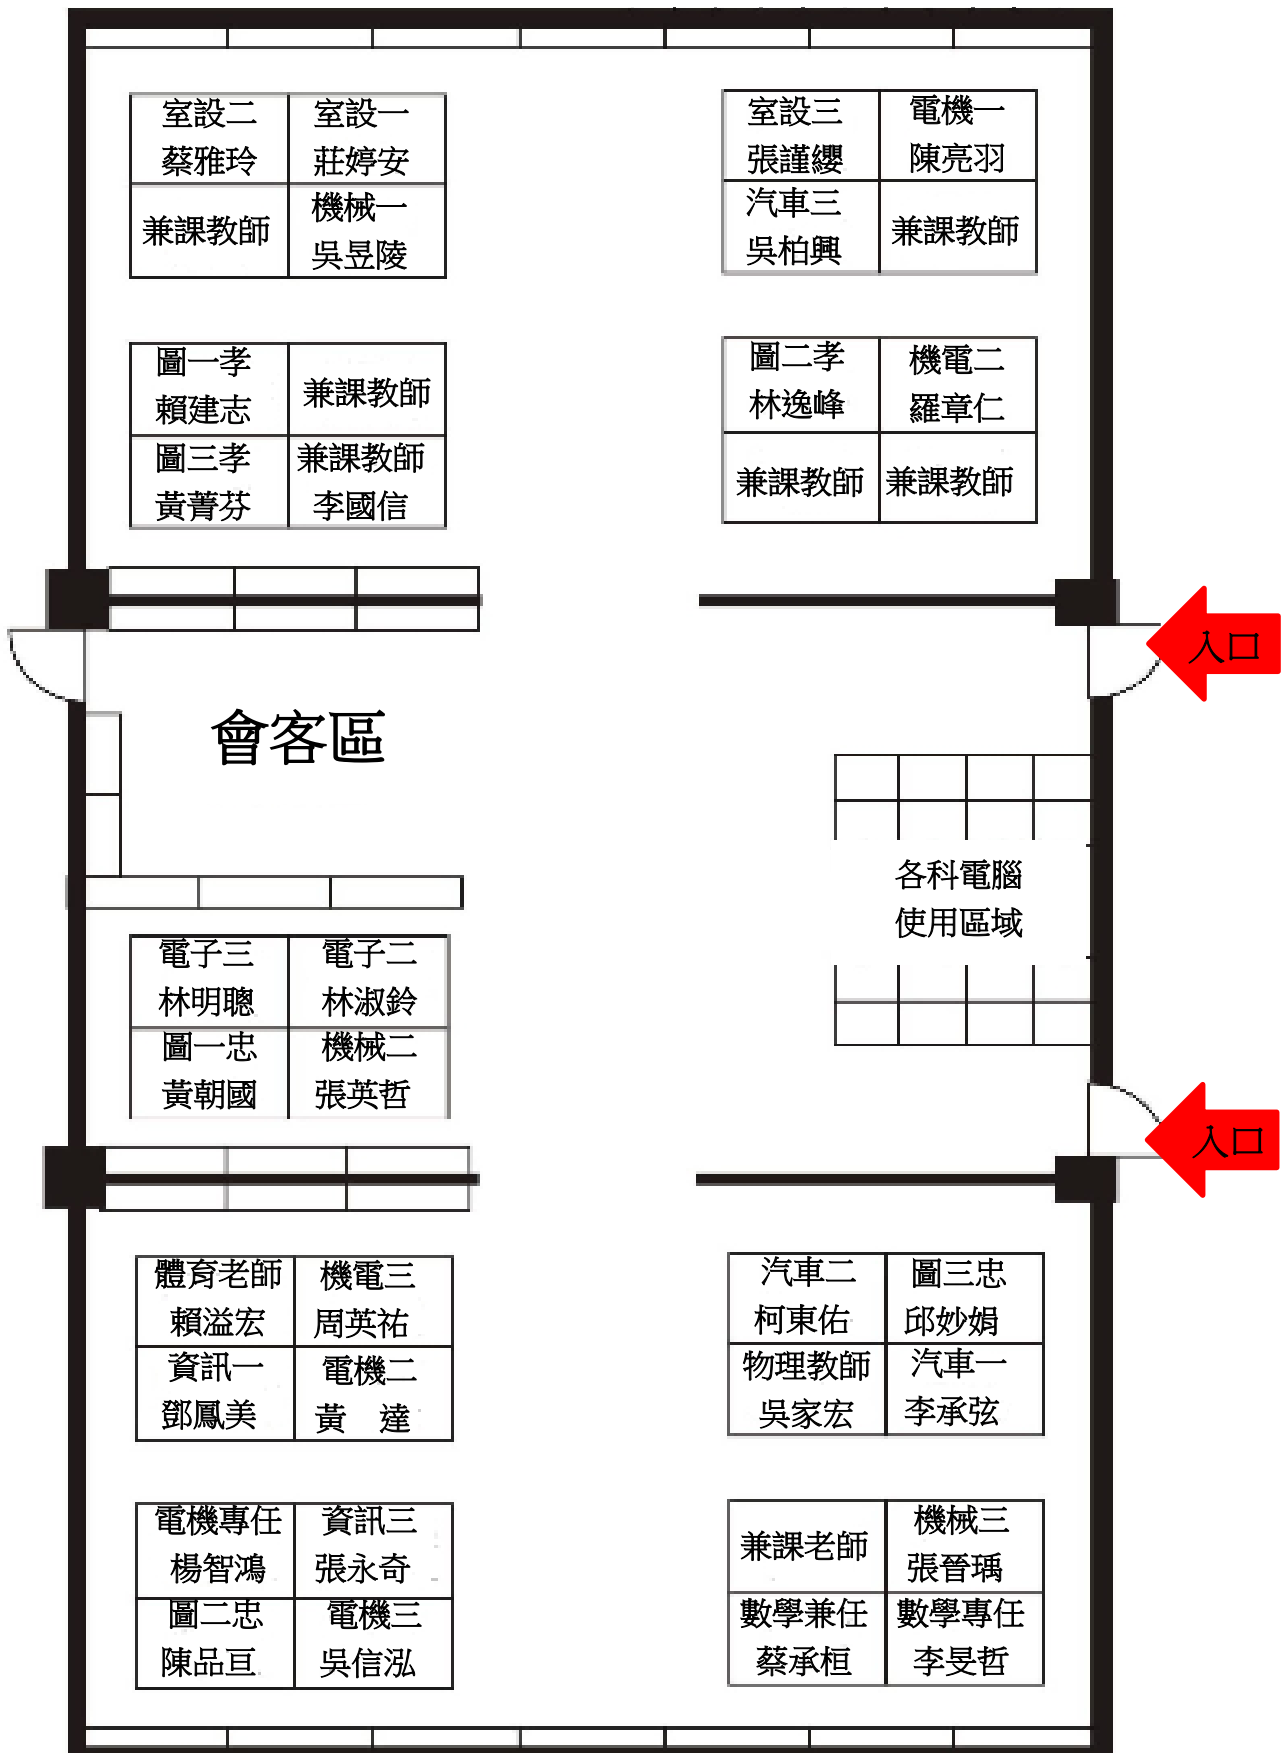 室設二
蔡雅玲
室設一
莊婷安
兼課教師
機械一
吳昱陵
室設三
張謹纓
電機一
陳亮羽
汽車三
吳柏興
兼課教師
圖一孝
賴建志
兼課教師
圖三孝
黃菁芬
兼課教師
李國信
圖二孝
林逸峰
機電二
羅章仁
兼課教師
兼課教師
入口
會客區
各科電腦
使用區域
電子三
林明聰
電子二
林淑鈴
圖一忠
黃朝國
機械二
張英哲
入口
體育老師
賴溢宏
機電三
周英祐
資訊一
鄧鳳美
電機二
黃　達
汽車二
柯東佑
圖三忠
邱妙娟
物理教師
吳家宏
汽車一
李承弦
電機專任
楊智鴻
資訊三
張永奇
圖二忠
陳品亘
電機三
吳信泓
兼課老師
機械三
張晉瑀
數學兼任
蔡承桓
數學專任
李旻哲